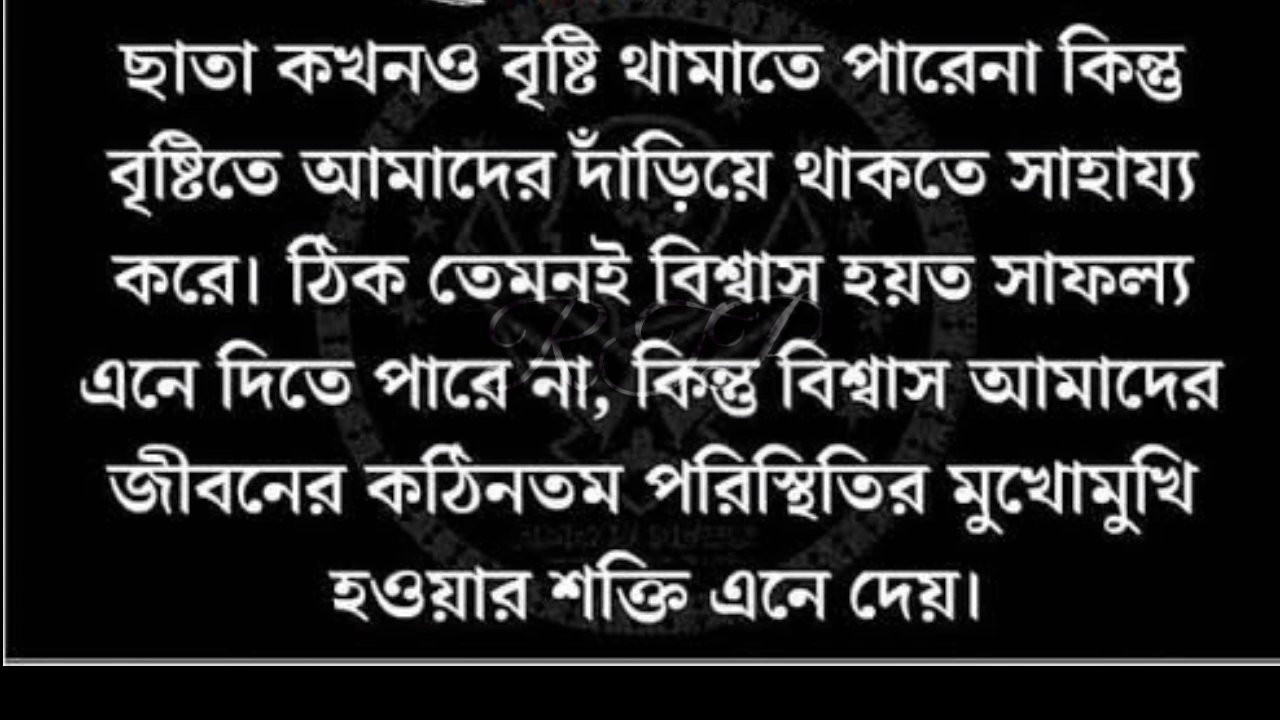 ছাতা কখনও বৃষ্টি থামাতে পারেনা কিন্তু
বৃষ্টিতে আমাদের দাঁড়িয়ে থাকতে সাহায্য
করে। ঠিক তেমনই বিশ্বাস হয়ত সাফল্য
এনে দিতে পারে না, কিন্তু বিশ্বাস আমাদের
জীবনের কঠিনতম পরিস্থিতির মুখোমুখি
হওয়ার শক্তি এনে দেয়।